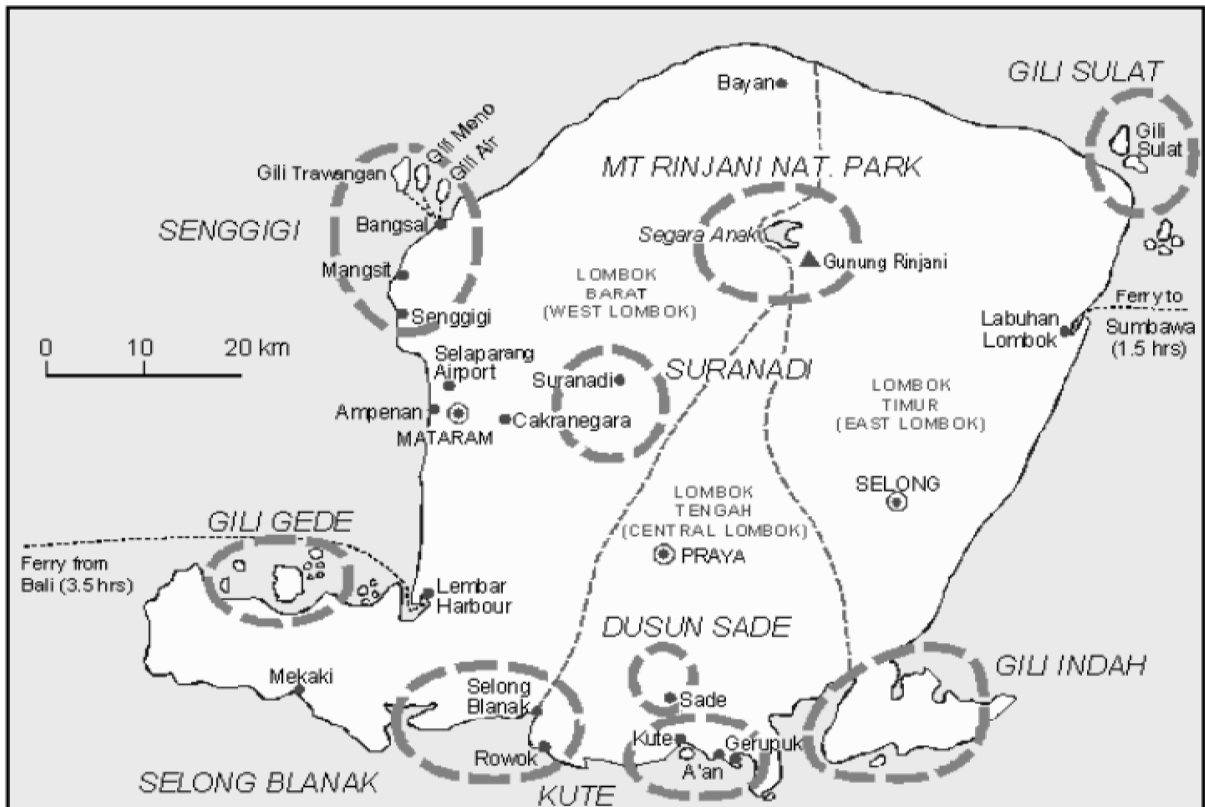 GILI SULAT
Bayan
Gili
Sulat
Gili Meno
Gili Air
Gili Trawangan
MT RINJANI NAT. PARK
SENGGIGI
Bangsal
Segara Anak
Mangsit
Gunung Rinjani
LOMBOK
BARAT
(WEST LOMBOK)
Ferry to
Sumbawa
(1.5 hrs)
Senggigi
Labuhan
Lombok
0 10 20 km
Selaparang
Airport
Suranadi
SURANADI
LOMBOK
TIMUR
(EAST LOMBOK)
Ampenan
MATARAM
Cakranegara
SELONG
LOMBOK
TENGAH
(CENTRAL LOMBOK)
PRAYA
GILI GEDE
Ferry from
Bali (3.5 hrs)
Lembar
Harbour
DUSUN SADE
GILI INDAH
Mekaki
Selong
Blanak
Sade
Rowok
Kute
Gerupuk
A'an
SELONG BLANAK
KUTE